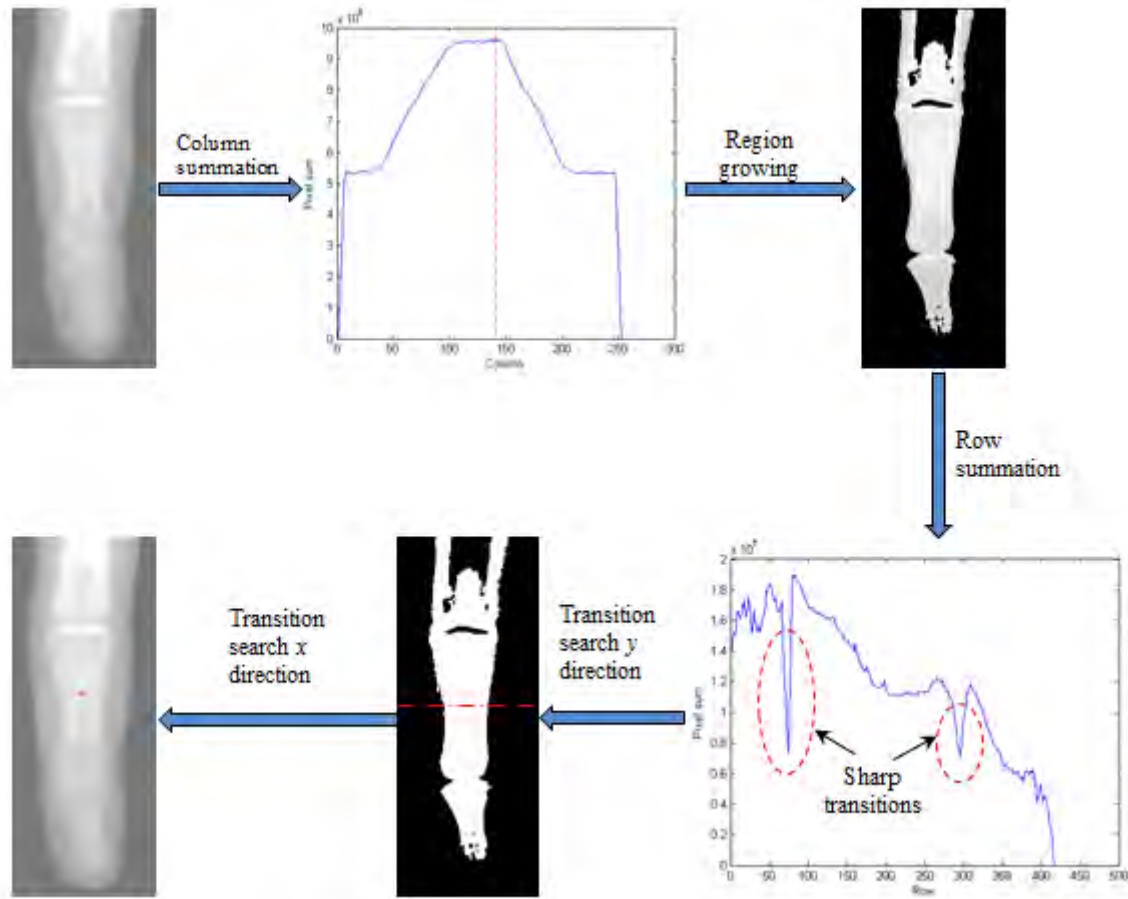 10
9
8
7
6
5
4
3
2
1
0
Pixel sum
0 50 100 150 200 250 300
Column
Column
summation
Region
growing
Row
summation
2
1.8
1.6
1.4
1.2
1
0.8
0.6
0.4
0.2
0
Pixel sum
0 50 100 150 200 250 300 350 400 450 500
Row
Sharp
transitions
Transition
search y
direction
Transition
search x
direction